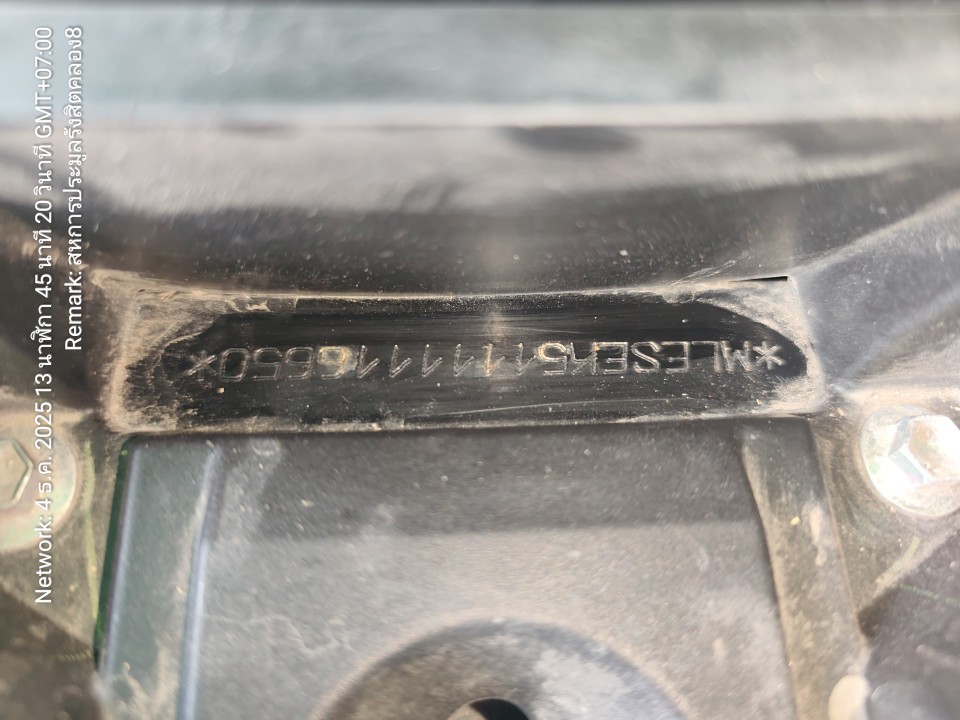 Network: 4 ธ.ค. 2025 13 นาฬิกา 45 นาที 20 วินาที GMT+07:00
Remark: สหการประมูลรังสิตคลอง8
*MLESEK51111116650*